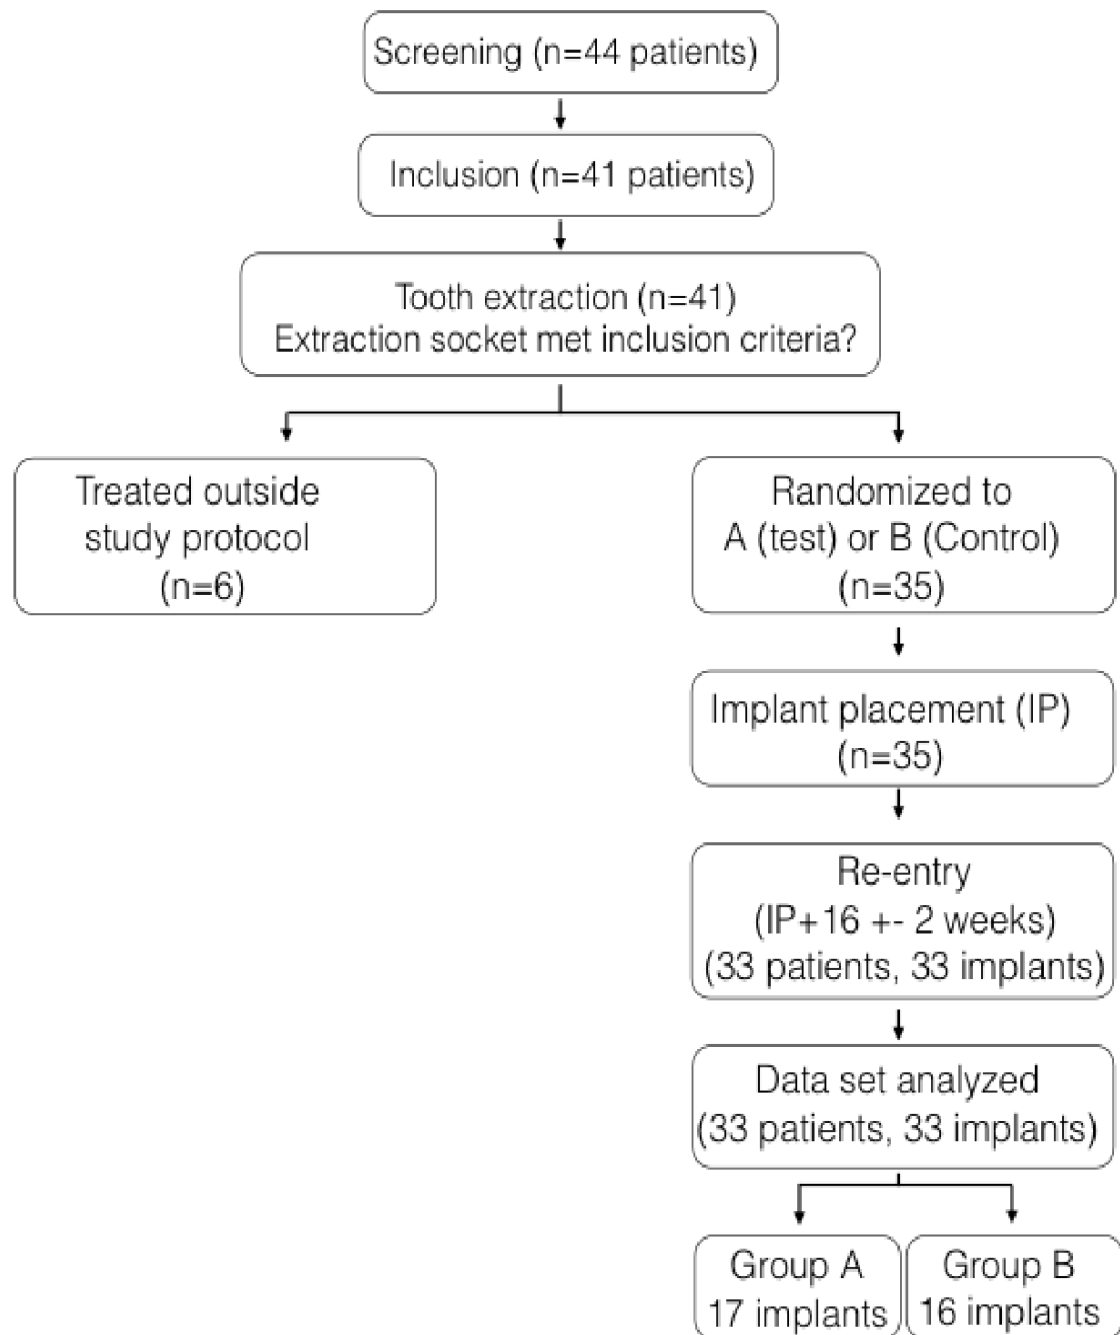 Screening (n=44 patients)
Inclusion (n=41 patients)
Tooth extraction (n=41)
Extraction socket met inclusion criteria?
Treated outside
study protocol
(n=6)
Randomized to
A (test) or B (Control)
(n=35)
Implant placement (IP)
(n=35)
Re-entry
(IP+16 +- 2 weeks)
(33 patients, 33 implants)
Data set analyzed
(33 patients, 33 implants)
Group A
17 implants
Group B
16 implants